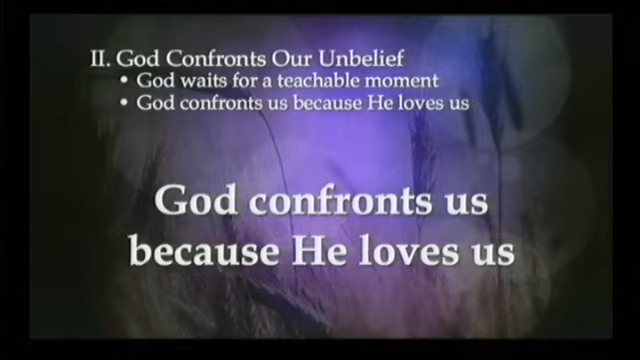 II. God Confronts Our Unbelief
• God waits for a teachable moment
• God confronts us because He loves us
God confronts us
because He loves us